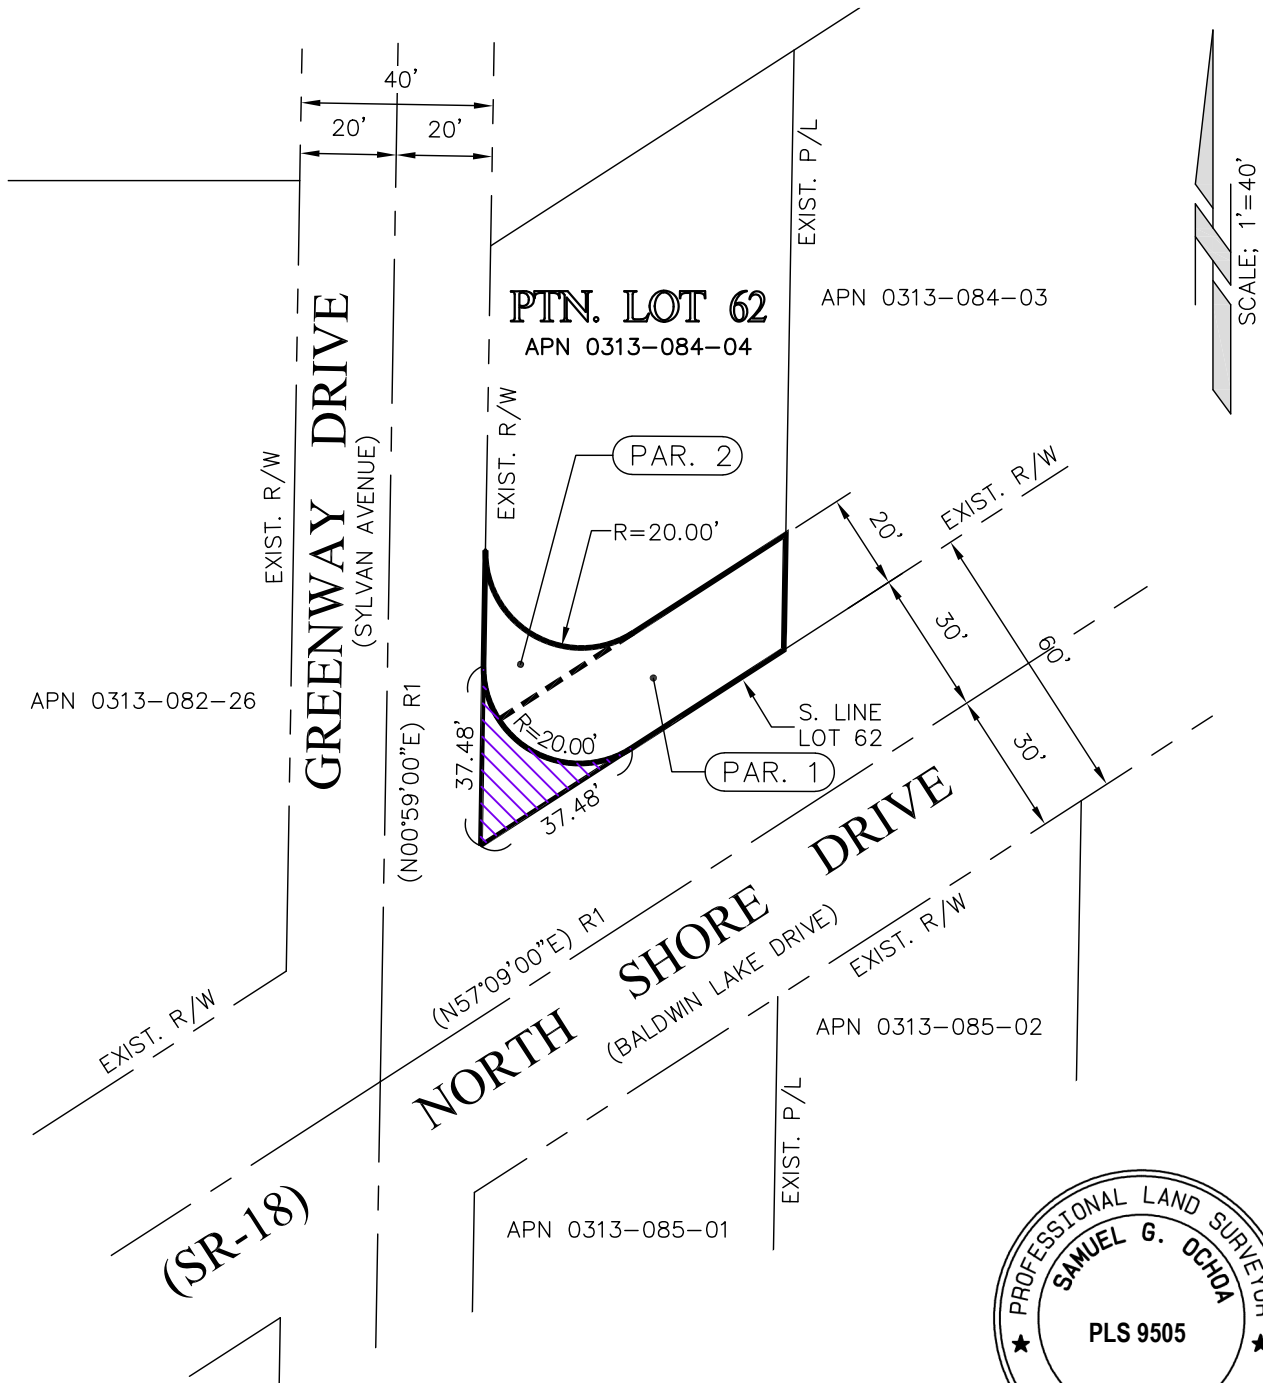 40'
20'
20'
EXIST. P/L
SCALE; 1'=40'
PTN. LOT 62
APN 0313-084-04
APN 0313-084-03
GREENWAY DRIVE
(SYLVAN AVENUE)
EXIST. R/W
EXIST. R/W
PAR. 2
R=20.00'
EXIST. R/W
20'
30'
60'
30'
APN 0313-082-26
(N00°59'00"E) R1
37.48'
R=20.00'
37.48'
S. LINE
LOT 62
PAR. 1
NORTH SHORE DRIVE
(BALDWIN LAKE DRIVE)
(N57°09'00"E) R1
EXIST. R/W
EXIST. R/W
APN 0313-085-02
EXIST. P/L
APN 0313-085-01
(SR-18)
PROFESSIONAL LAND SURVEYOR
SAMUEL G. OCHOA
PLS 9505